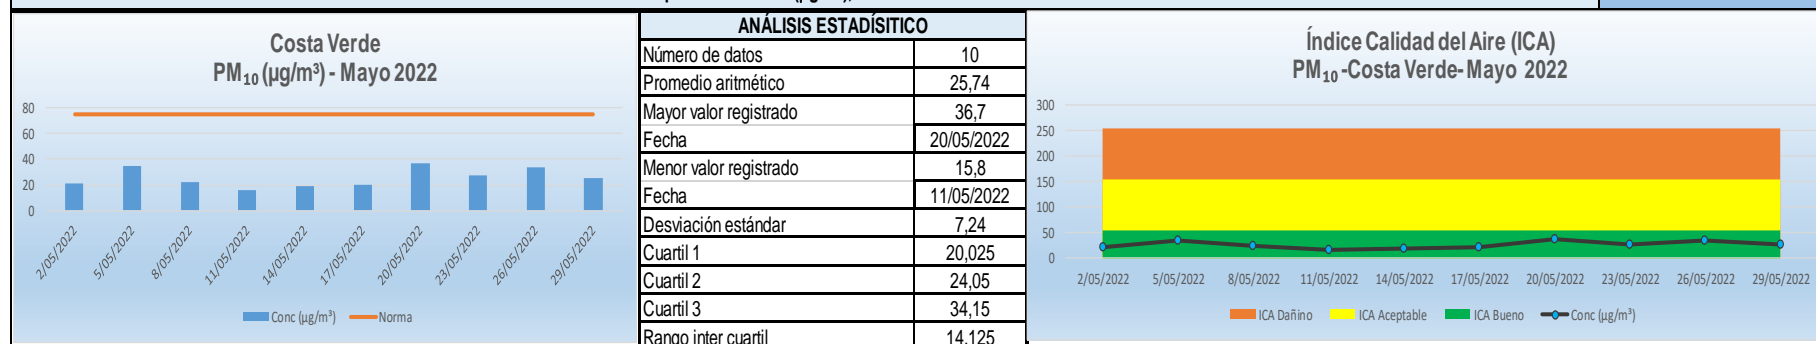 Costa Verde
PM₁₀ (µg/m³) - Mayo 2022
80
60
40
20
0
2/05/2022 5/05/2022 8/05/2022 11/05/2022 14/05/2022 17/05/2022 20/05/2022 23/05/2022 26/05/2022 29/05/2022
Conc (µg/m³) Norma
ANÁLISIS ESTADÍSITICO
Número de datos 10
Promedio aritmético 25,74
Mayor valor registrado 36,7
Fecha 20/05/2022
Menor valor registrado 15,8
Fecha 11/05/2022
Desviación estándar 7,24
Cuartil 1 20,025
Cuartil 2 24,05
Cuartil 3 34,15
Rango inter cuartil 14,125
Índice Calidad del Aire (ICA)
PM₁₀ -Costa Verde- Mayo 2022
300
250
200
150
100
50
0
2/05/2022 5/05/2022 8/05/2022 11/05/2022 14/05/2022 17/05/2022 20/05/2022 23/05/2022 26/05/2022 29/05/2022
ICA Dañino ICA Aceptable ICA Bueno Conc (µg/m³)